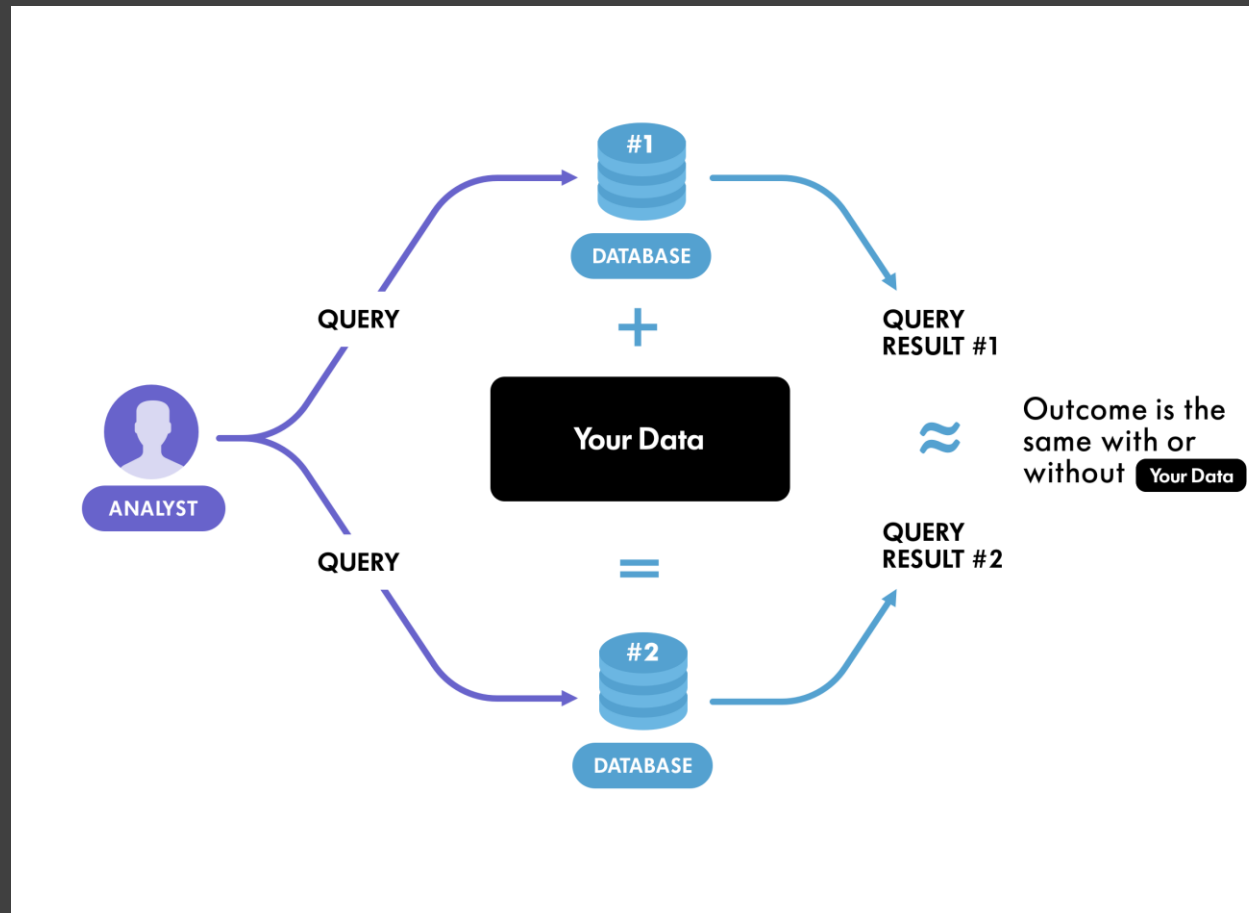 #1
DATABASE
QUERY
+
QUERY
RESULT #1
Your Data
≈
Outcome is the
same with or
without Your Data
ANALYST
QUERY
=
QUERY
RESULT #2
#2
DATABASE